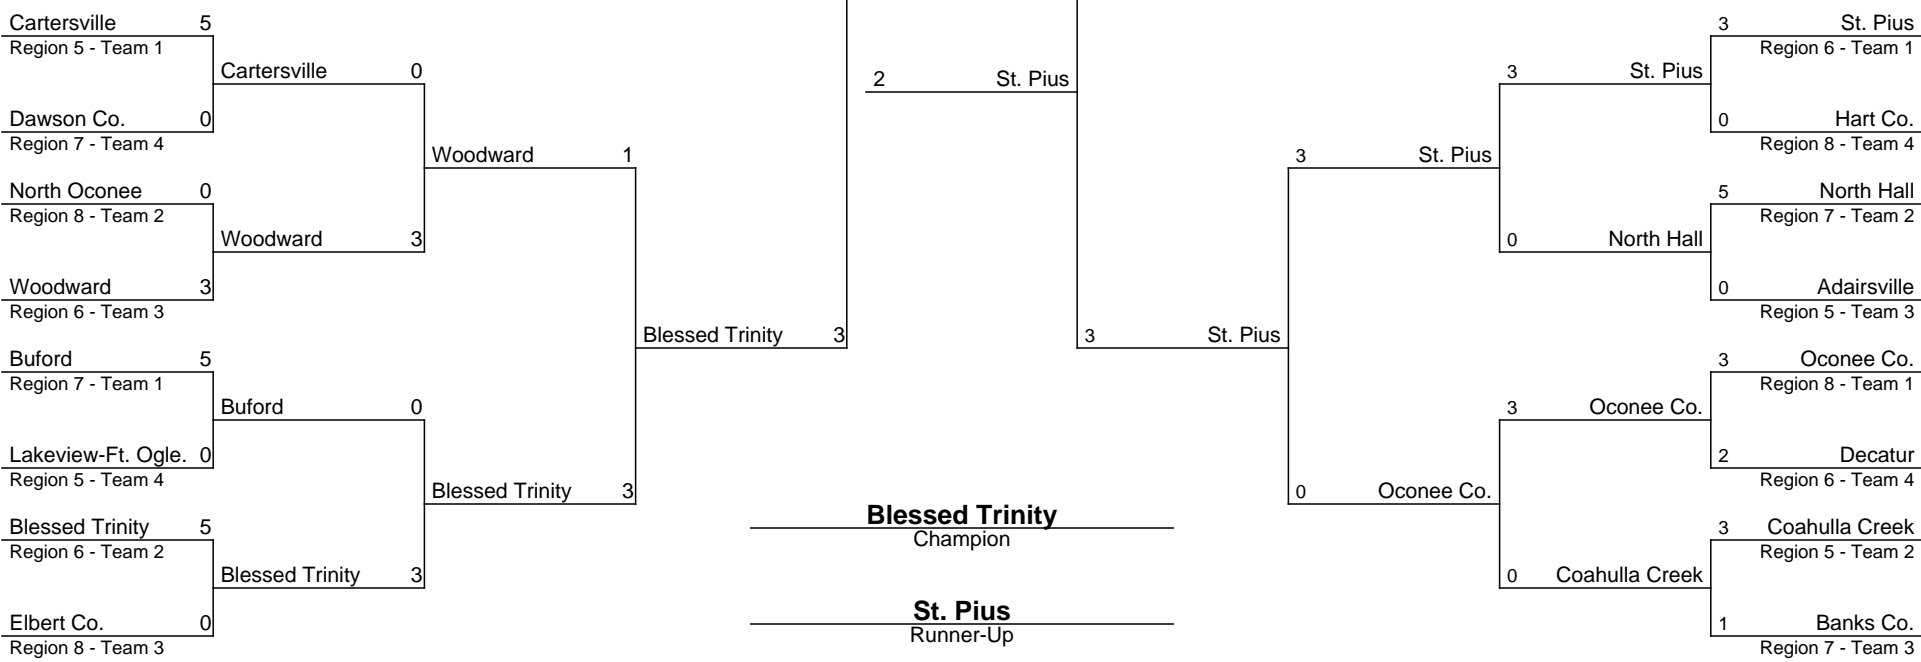 Cartersville 5
Region 5 - Team 1
Cartersville 0
Dawson Co. 0
Region 7 - Team 4
Woodward 1
North Oconee 0
Region 8 - Team 2
Woodward 3
Woodward 3
Region 6 - Team 3
Blessed Trinity 3
Buford 5
Region 7 - Team 1
Buford 0
Lakeview-Ft. Ogle. 0
Region 5 - Team 4
Blessed Trinity 3
Blessed Trinity 5
Region 6 - Team 2
Blessed Trinity 3
Elbert Co. 0
Region 8 - Team 3
2 St. Pius
Blessed Trinity
Champion
St. Pius
Runner-Up
3 St. Pius
3 St. Pius
0 Oconee Co.
3 St. Pius
0 North Hall
3 Oconee Co.
0 Coahulla Creek
3 St. Pius
Region 6 - Team 1
0 Hart Co.
Region 8 - Team 4
5 North Hall
Region 7 - Team 2
0 Adairsville
Region 5 - Team 3
3 Oconee Co.
Region 8 - Team 1
2 Decatur
Region 6 - Team 4
3 Coahulla Creek
Region 5 - Team 2
1 Banks Co.
Region 7 - Team 3